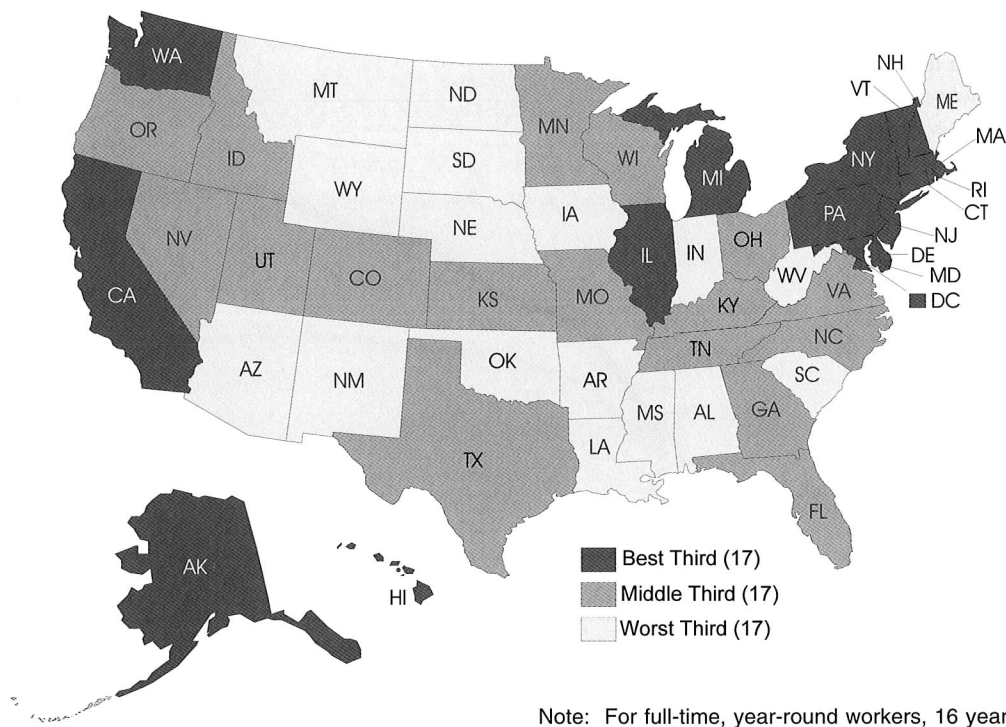 WA
MT
ND
MN
NH
VT
ME
OR
ID
SD
WI
NY
MA
WY
MI
RI
CT
PA
NE
IA
NJ
NV
UT
IL
IN
OH
DE
CO
WV
MD
CA
KS
MO
VA
DC
KY
NC
TN
OK
AZ
NM
AR
SC
MS
AL
GA
LA
TX
FL
AK
HI
Best Third (17)
Middle Third (17)
Worst Third (17)
Note: For full-time, year-round workers, 16 year